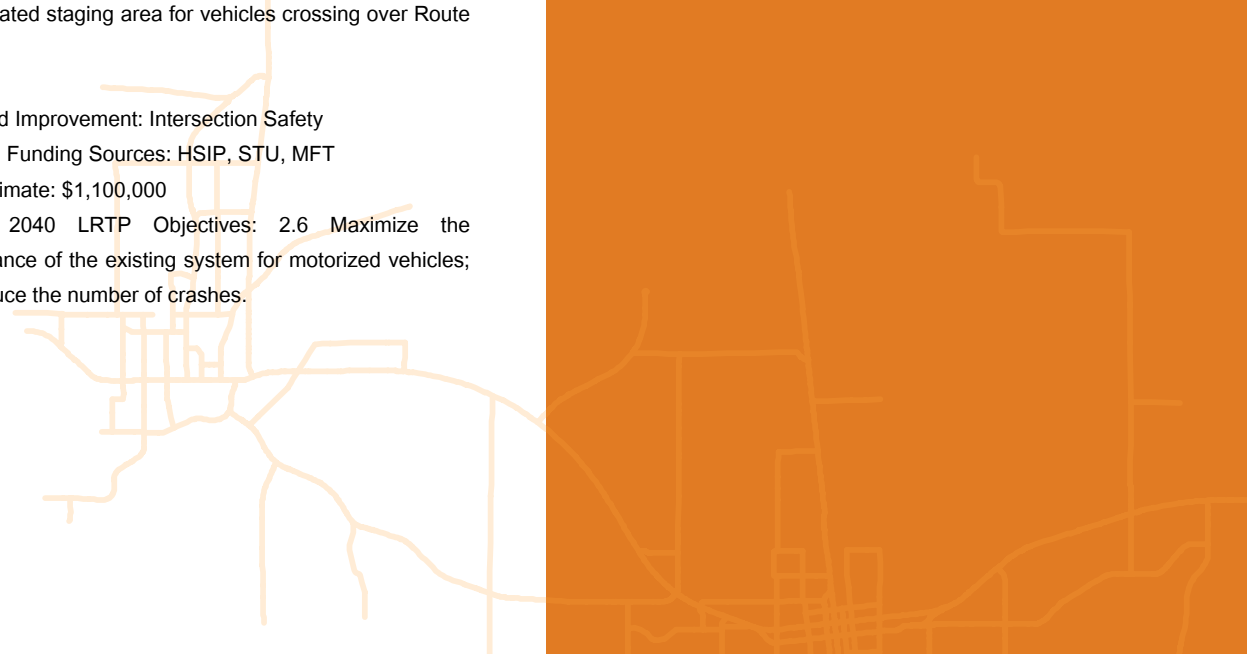 ated staging area for vehicles crossing over Route
d Improvement: Intersection Safety
Funding Sources: HSIP, STU, MFT
imate: $1,100,000
2040 LRTP Objectives: 2.6 Maximize the
ance of the existing system for motorized vehicles;
uce the number of crashes.